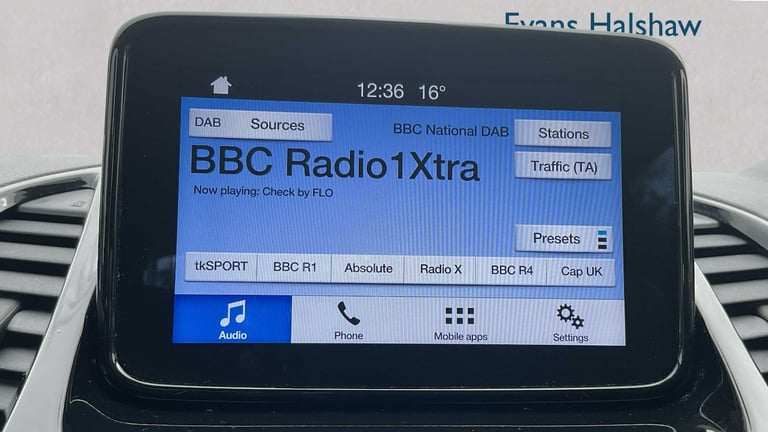 Evans Halshaw
12:36 16°
DAB Sources
BBC National DAB
Stations
BBC Radio1Xtra
Traffic (TA)
Now playing: Check by FLO
Presets
tkSPORT BBC R1 Absolute Radio X BBC R4 Cap UK
Audio Phone Mobile apps Settings